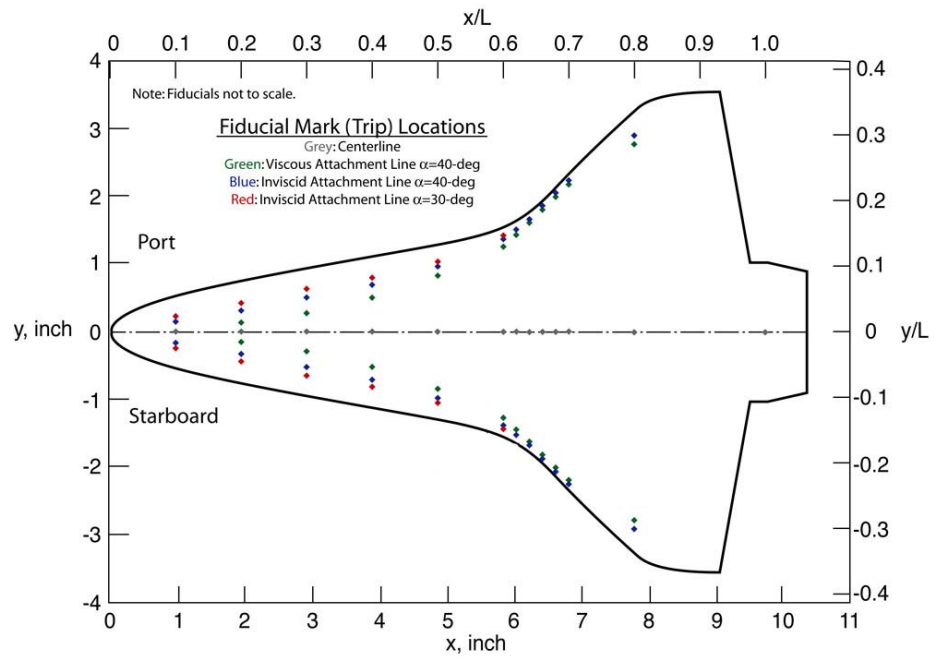 x/L
0 0.1 0.2 0.3 0.4 0.5 0.6 0.7 0.8 0.9 1.0
4 0.4
Note: Fiducials not to scale.
Fiducial Mark (Trip) Locations
Grey: Centerline
Green: Viscous Attachment Line α=40-deg
Blue: Inviscid Attachment Line α=40-deg
Red: Inviscid Attachment Line α=30-deg
3 0.3
2 0.2
Port
1 0.1
y, inch 0 0 y/L
-1 -0.1
Starboard
-2 -0.2
-3 -0.3
-4 -0.4
0 1 2 3 4 5 6 7 8 9 10 11
x, inch